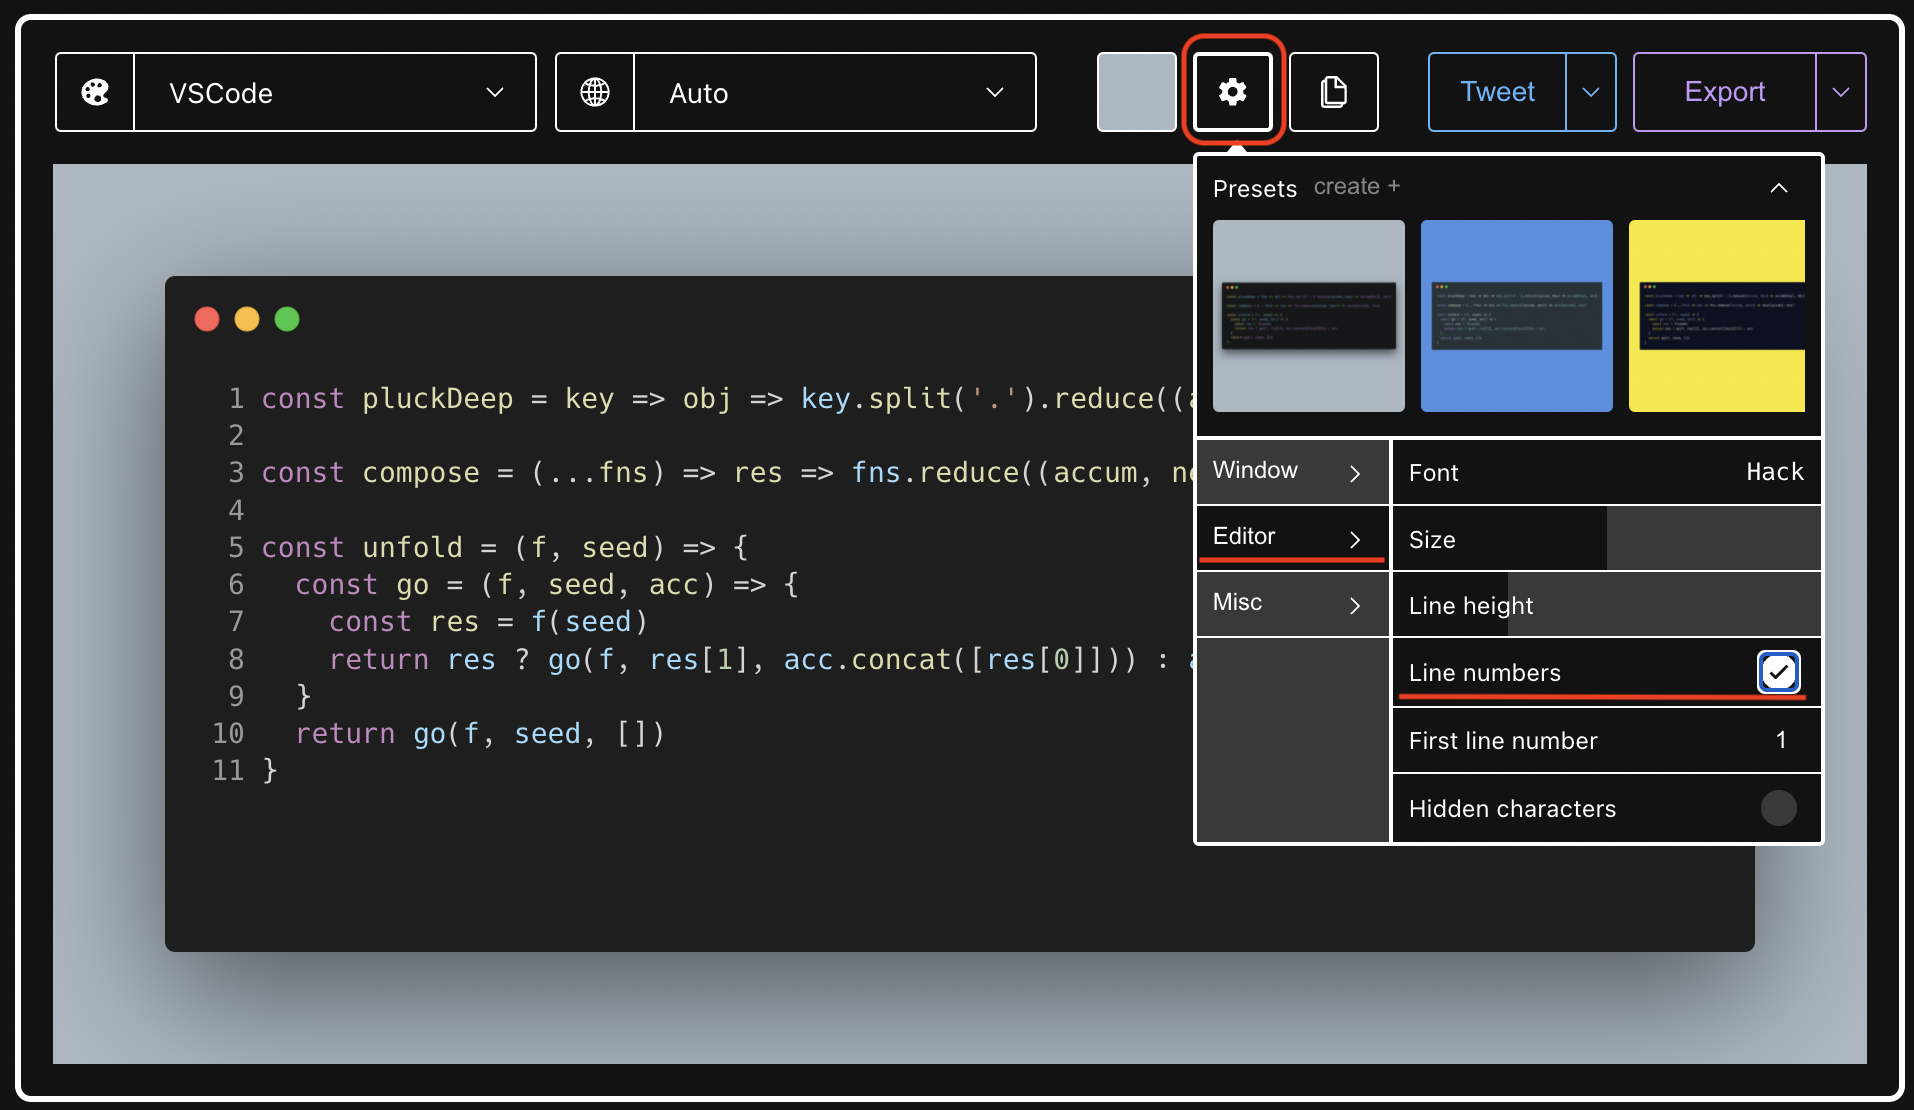 VSCode
Auto
Tweet
Export
Presets create +
1 const pluckDeep = key => obj => key.split('.').reduce((
2
3 const compose = (...fns) => res => fns.reduce((accum, ne
4
5 const unfold = (f, seed) => {
6 const go = (f, seed, acc) => {
7 const res = f(seed)
8 return res ? go(f, res[1], acc.concat([res[0]])) :
9 }
10 return go(f, seed, [])
11 }
Window
Editor
Misc
Font Hack
Size
Line height
Line numbers
First line number 1
Hidden characters